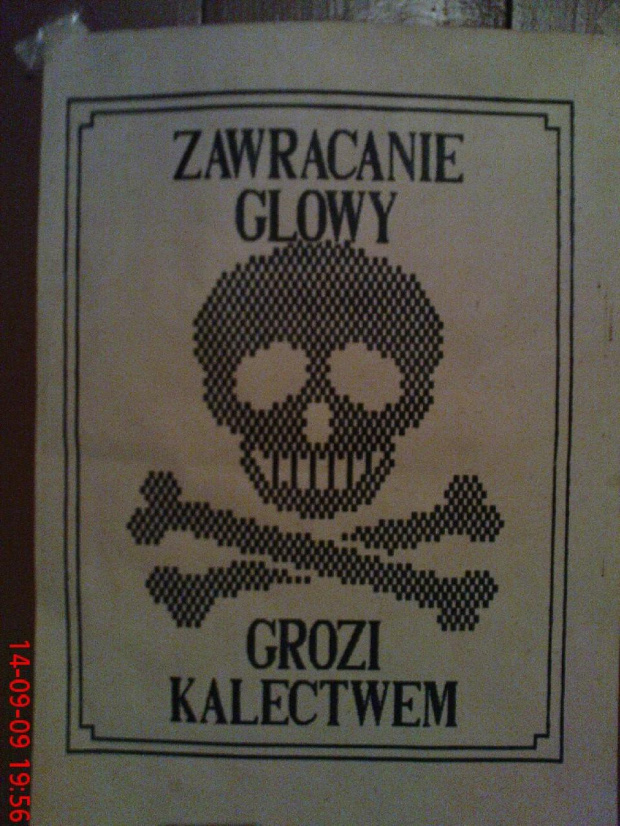 ZAWRACANIE
GLOWY
GROZI
KALECTWEM
14-09-09 19:56